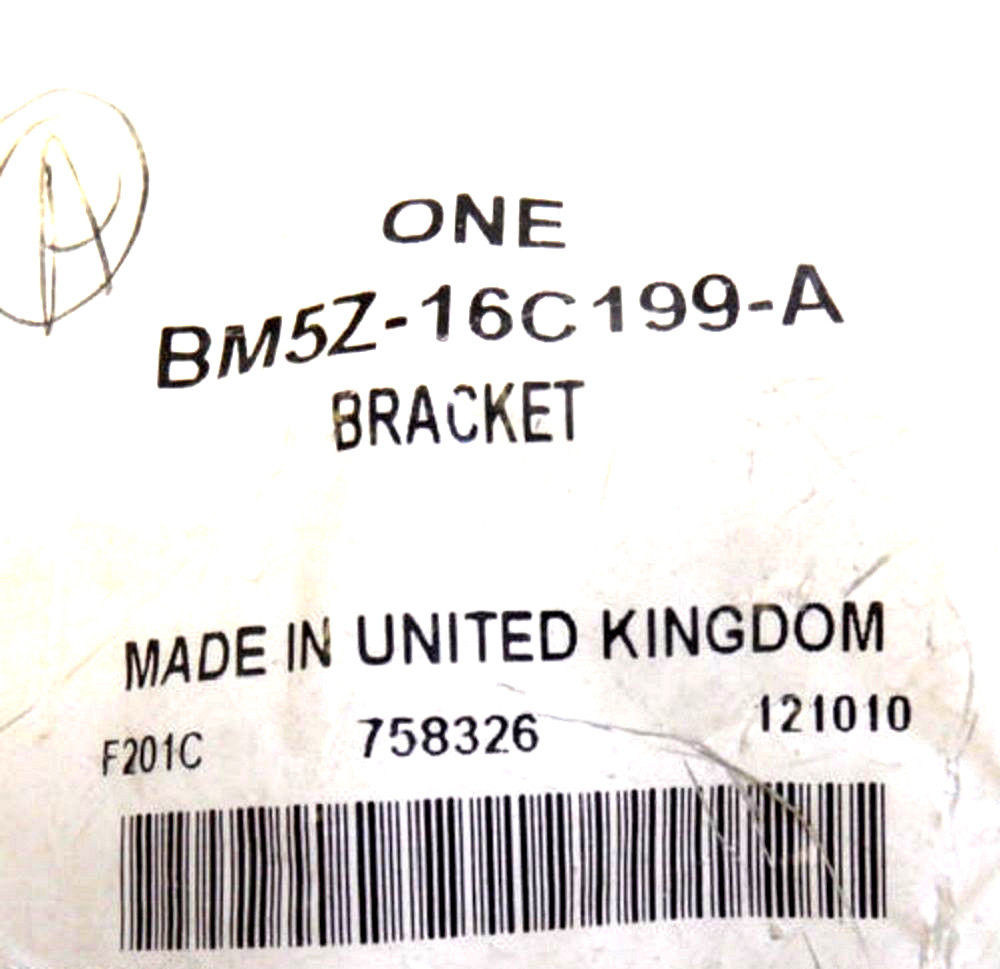 A
ONE
BM5Z-16C199-A
BRACKET
MADE IN UNITED KINGDOM
F201C 758326 121010